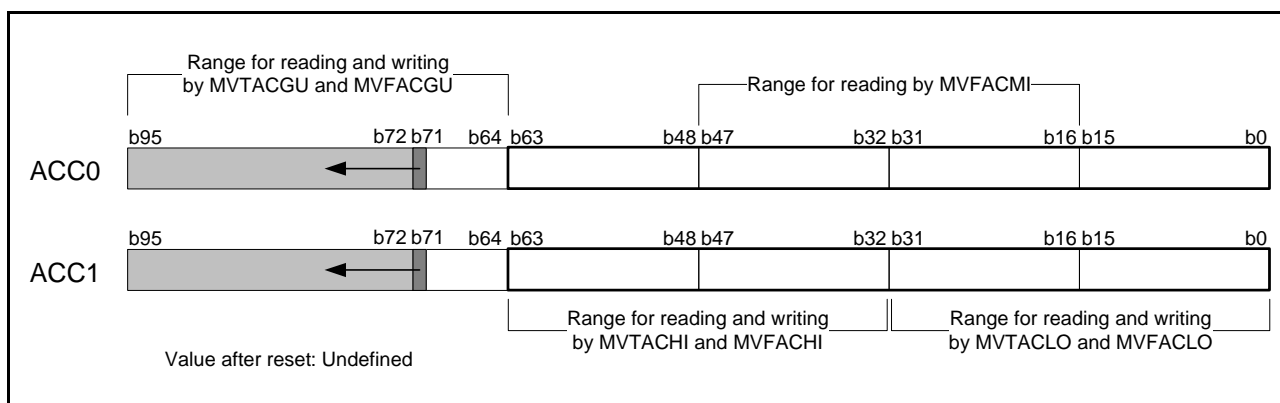 Range for reading and writing
by MVTACGU and MVFACGU
Range for reading by MVFACMI
b95 b72 b71 b64 b63 b48 b47 b32 b31 b16 b15 b0
ACC0
b95 b72 b71 b64 b63 b48 b47 b32 b31 b16 b15 b0
ACC1
Range for reading and writing
by MVTACHI and MVFACHI
Range for reading and writing
by MVTACLO and MVFACLO
Value after reset: Undefined